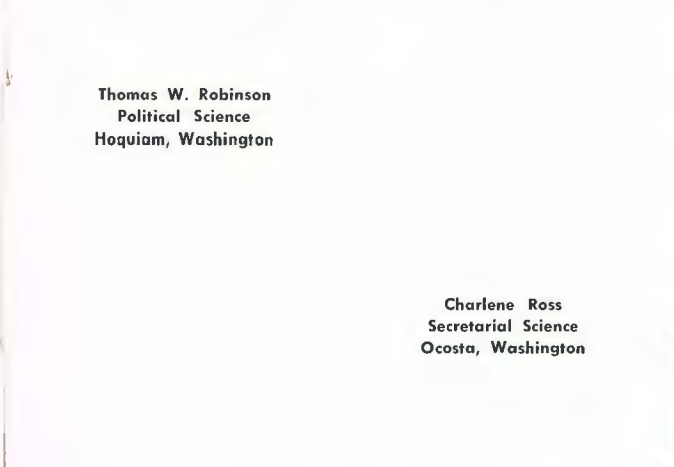 Thomas W. Robinson
Political Science
Hoquiam, Washington
Charlene Ross
Secretarial Science
Ocosta, Washington